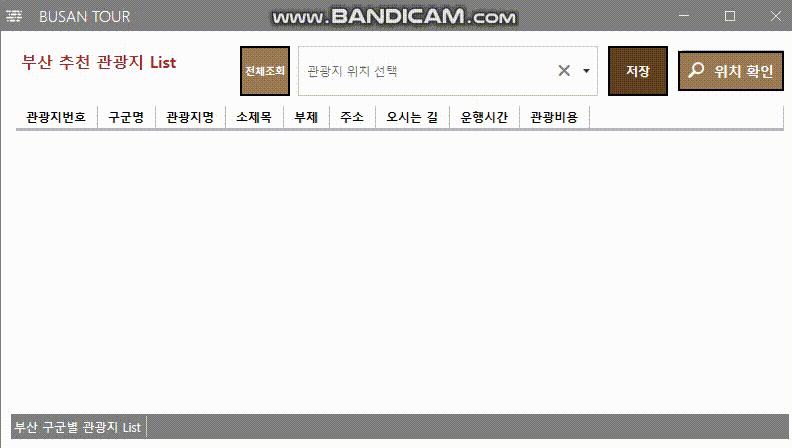 BUSAN TOUR
www.BANDICAM.com
부산 추천 관광지 List
전체조회
관광지 위치 선택
저장
위치 확인
관광지번호 구군명 관광지명 소제목 부제 주소 오시는 길 운행시간 관광비용
부산 구군별 관광지 List